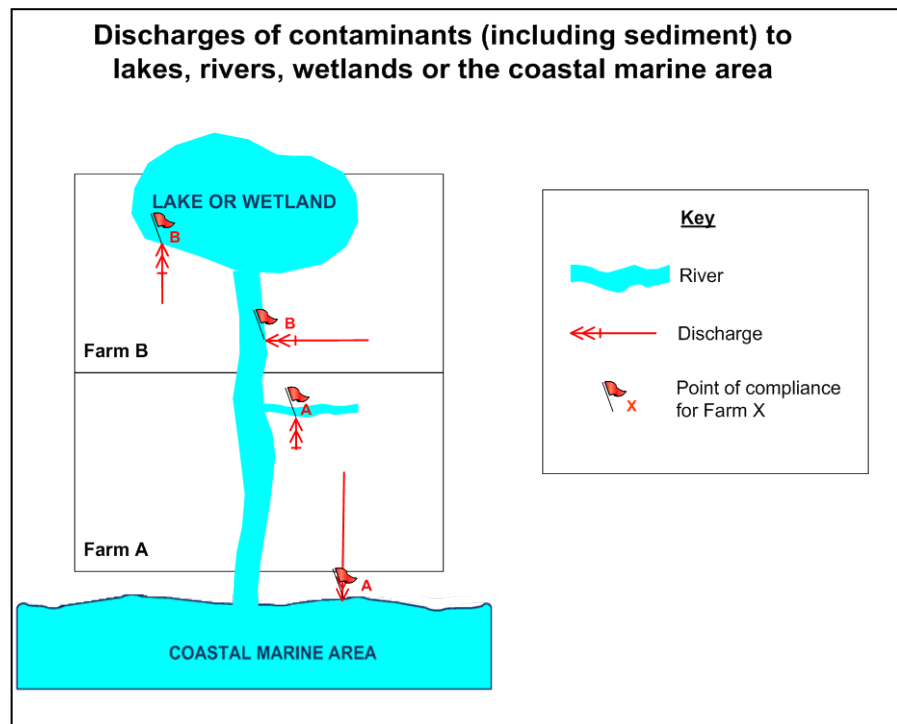 Discharges of contaminants (including sediment) to
lakes, rivers, wetlands or the coastal marine area
LAKE OR WETLAND
B
B
Farm B
A
Farm A
A
COASTAL MARINE AREA
Key
River
Discharge
Point of compliance
for Farm X
X